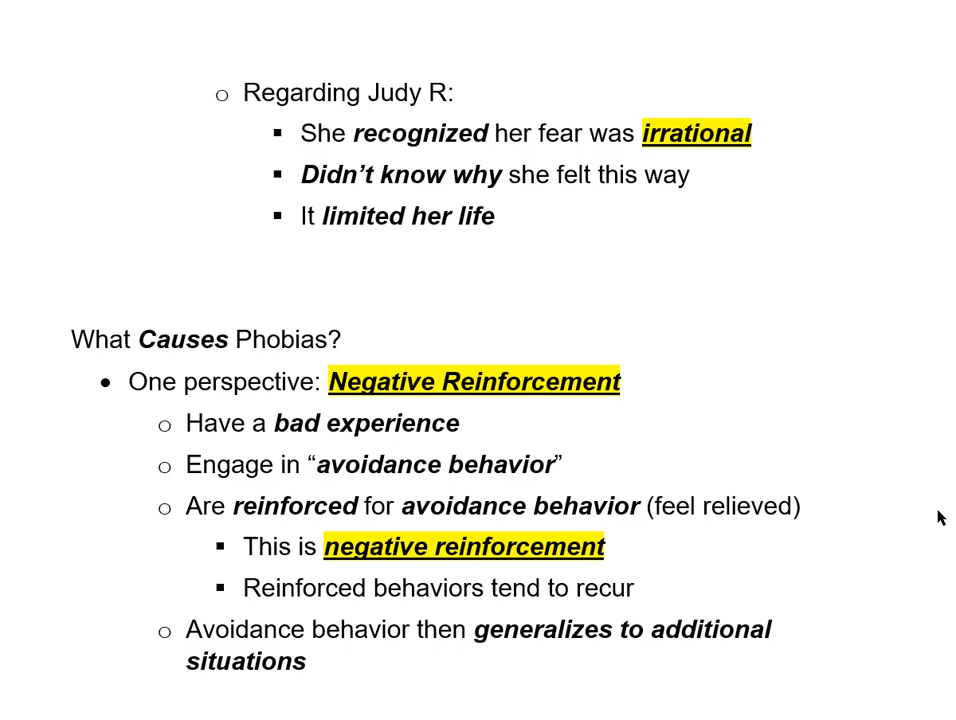 o Regarding Judy R:
▪ She recognized her fear was irrational
▪ Didn’t know why she felt this way
▪ It limited her life
What Causes Phobias?
• One perspective: Negative Reinforcement
o Have a bad experience
o Engage in “avoidance behavior”
o Are reinforced for avoidance behavior (feel relieved)
▪ This is negative reinforcement
▪ Reinforced behaviors tend to recur
o Avoidance behavior then generalizes to additional
situations